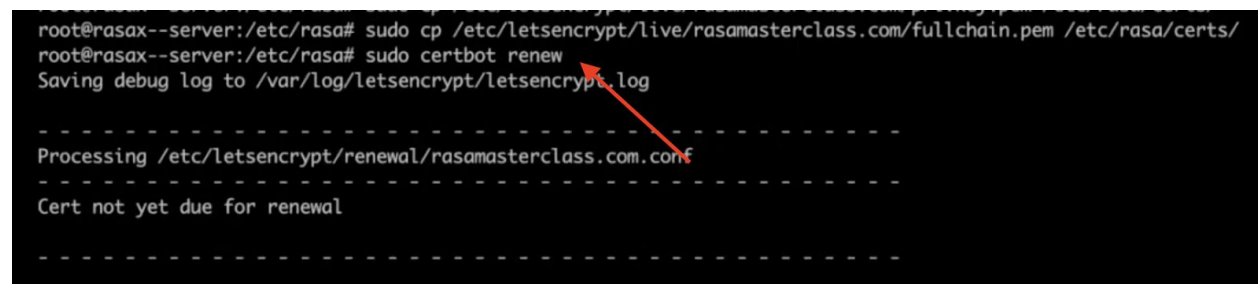 root@rasax--server:/etc/rasa# sudo cp /etc/letsencrypt/live/rasamasterclass.com/fullchain.pem /etc/rasa/certs/
root@rasax--server:/etc/rasa# sudo certbot renew
Saving debug log to /var/log/letsencrypt/letsencrypt.log
- - - - - - - - - - - - - - - - - - - - - - - - - - - - - - - - - - - - - - - -
Processing /etc/letsencrypt/renewal/rasamasterclass.com.conf
- - - - - - - - - - - - - - - - - - - - - - - - - - - - - - - - - - - - - - - -
Cert not yet due for renewal
- - - - - - - - - - - - - - - - - - - - - - - - - - - - - - - - - - - - - - - -